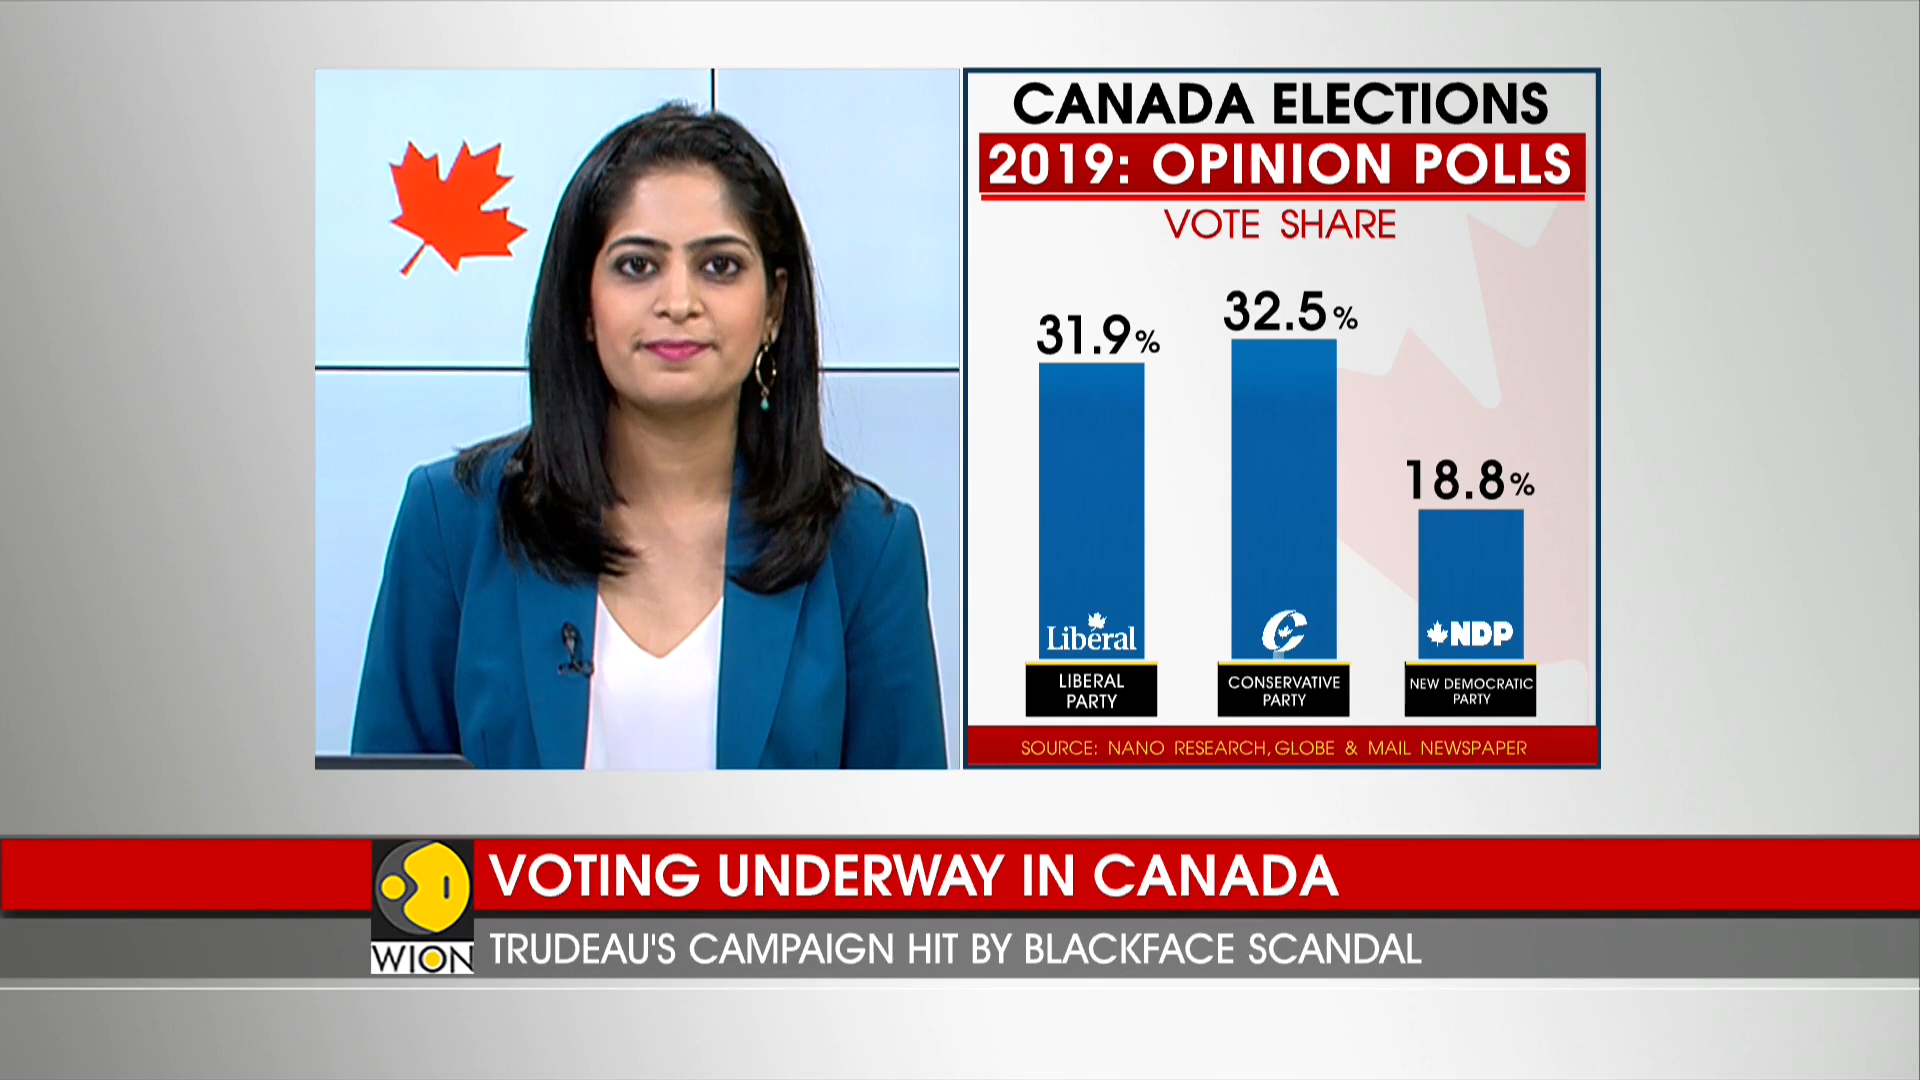 CANADA ELECTIONS
2019: OPINION POLLS
VOTE SHARE
31.9%
32.5%
18.8%
Liberal
NDP
LIBERAL
PARTY
CONSERVATIVE
PARTY
NEW DEMOCRATIC
PARTY
SOURCE: NANO RESEARCH, GLOBE & MAIL NEWSPAPER
VOTING UNDERWAY IN CANADA
WION
TRUDEAU'S CAMPAIGN HIT BY BLACKFACE SCANDAL